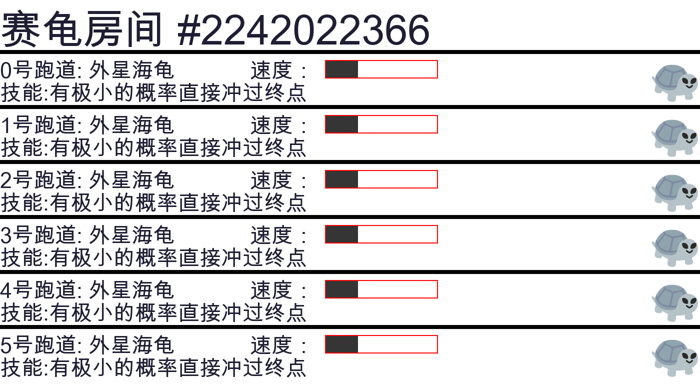 赛龟房间 #2242022366
0号跑道: 外星海龟 速度：
技能:有极小的概率直接冲过终点
1号跑道: 外星海龟 速度：
技能:有极小的概率直接冲过终点
2号跑道: 外星海龟 速度：
技能:有极小的概率直接冲过终点
3号跑道: 外星海龟 速度：
技能:有极小的概率直接冲过终点
4号跑道: 外星海龟 速度：
技能:有极小的概率直接冲过终点
5号跑道: 外星海龟 速度：
技能:有极小的概率直接冲过终点